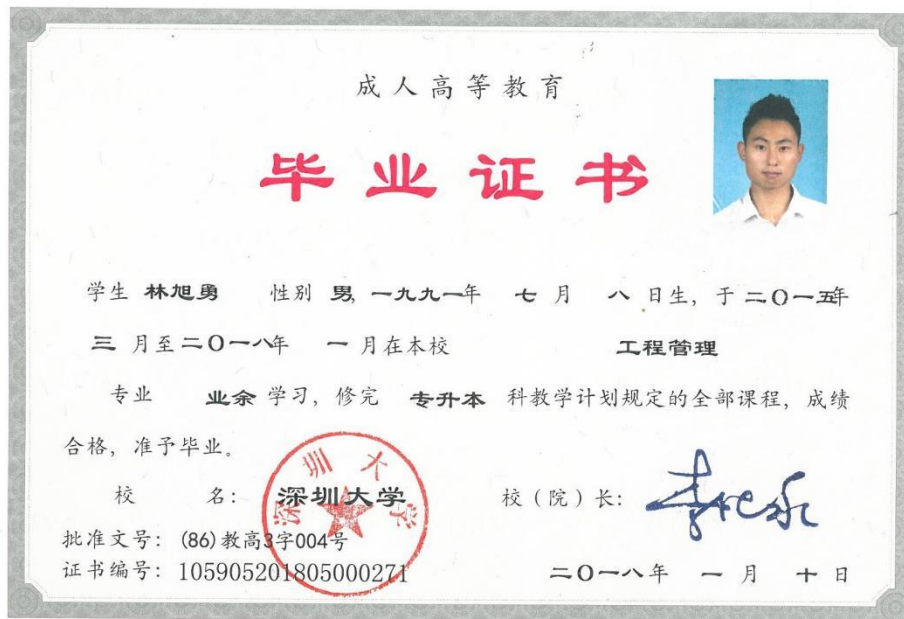 成人高等教育
毕业证书
学生 林旭勇 性别 男, 一九九一年 七 月 八 日生, 于二〇一五年
三 月至二〇一八年 一 月在本校 工程管理
专业 业余 学习, 修完 专升本 科教学计划规定的全部课程, 成绩
合格, 准予毕业。
校 名: 深圳大学 校（院）长:
深圳大学
批准文号: (86)教高3字004号
证书编号: 105905201805000271 二〇一八年 一 月 十 日